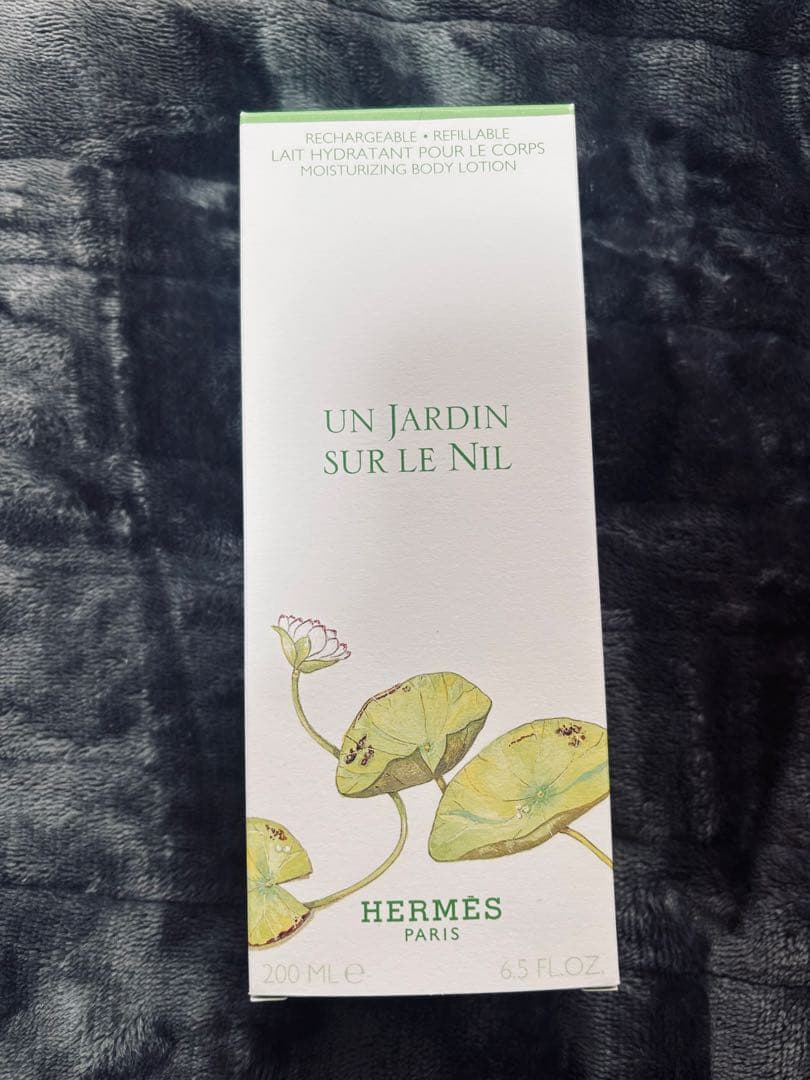 RECHARGEABLE • REFILLABLE
LAIT HYDRATANT POUR LE CORPS
MOISTURIZING BODY LOTION
UN JARDIN
SUR LE NIL
HERMÈS
PARIS
200 ML ℮ 6.5 FL.OZ.